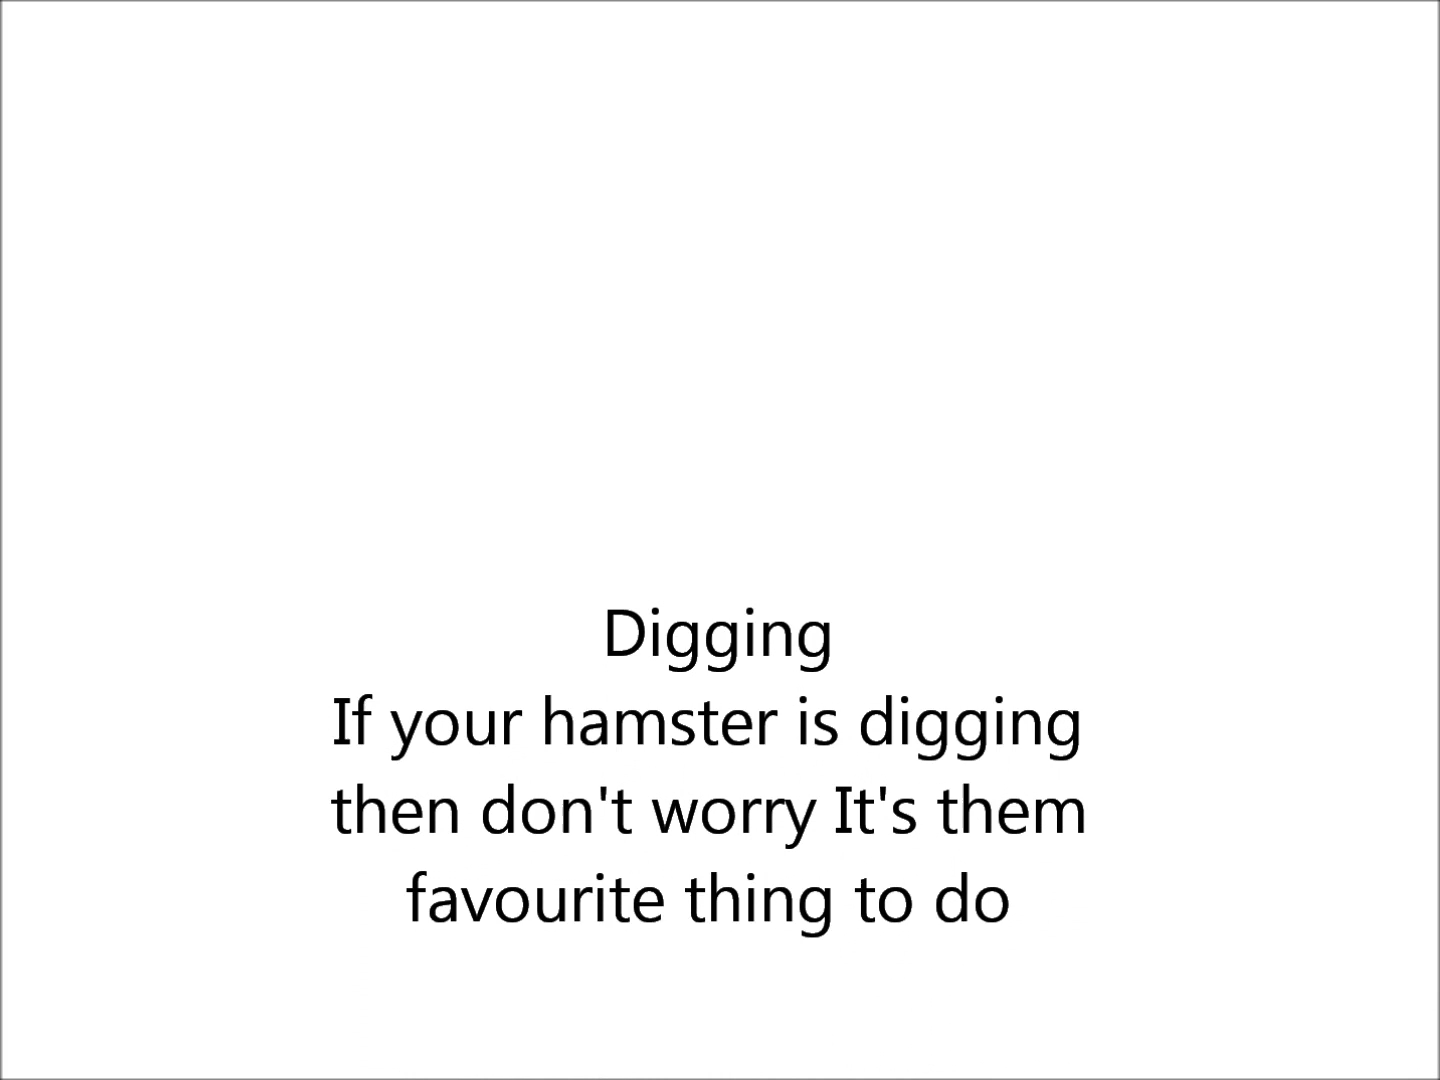 Digging
If your hamster is digging
then don't worry It's them
favourite thing to do